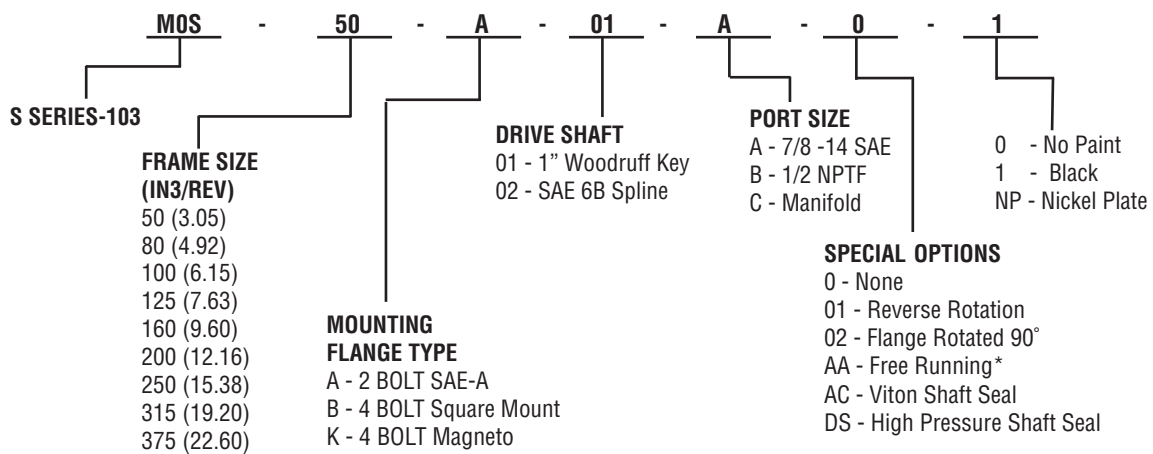 M0S - 50 - A - 01 - A - 0 - 1
S SERIES-103
FRAME SIZE
(IN3/REV)
50 (3.05)
80 (4.92)
100 (6.15)
125 (7.63)
160 (9.60)
200 (12.16)
250 (15.38)
315 (19.20)
375 (22.60)
MOUNTING
FLANGE TYPE
A - 2 BOLT SAE-A
B - 4 BOLT Square Mount
K - 4 BOLT Magneto
DRIVE SHAFT
01 - 1” Woodruff Key
02 - SAE 6B Spline
PORT SIZE
A - 7/8 -14 SAE
B - 1/2 NPTF
C - Manifold
SPECIAL OPTIONS
0 - None
01 - Reverse Rotation
02 - Flange Rotated 90°
AA - Free Running*
AC - Viton Shaft Seal
DS - High Pressure Shaft Seal
0 - No Paint
1 - Black
NP - Nickel Plate